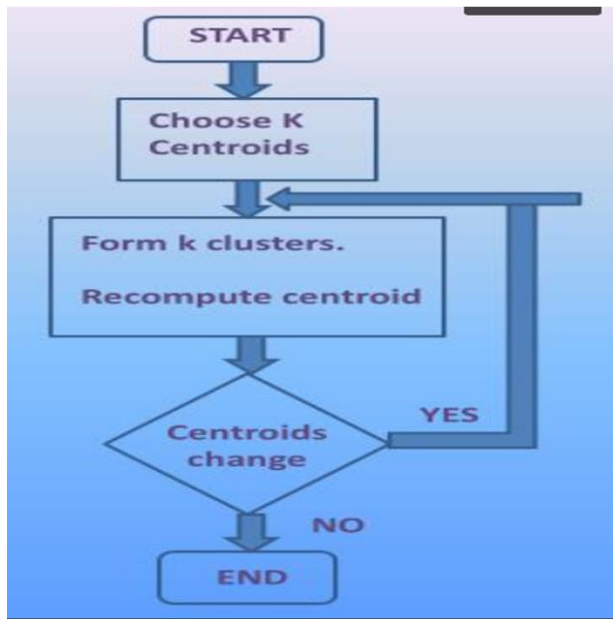 START
Choose K
Centroids
Form k clusters.
Recompute centroid
Centroids
change
YES
NO
END